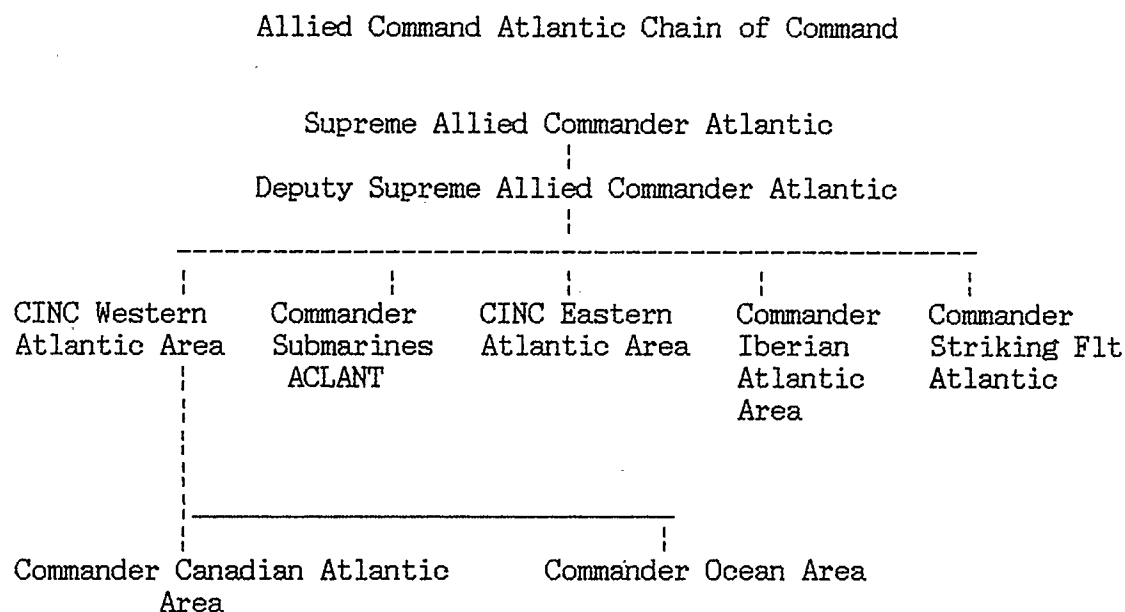 Allied Command Atlantic Chain of Command
Supreme Allied Commander Atlantic
Deputy Supreme Allied Commander Atlantic
CINC Western Atlantic Area
Commander Submarines ACLANT
CINC Eastern Atlantic Area
Commander Iberian Atlantic Area
Commander Striking Flt Atlantic
Commander Canadian Atlantic Area
Commander Ocean Area